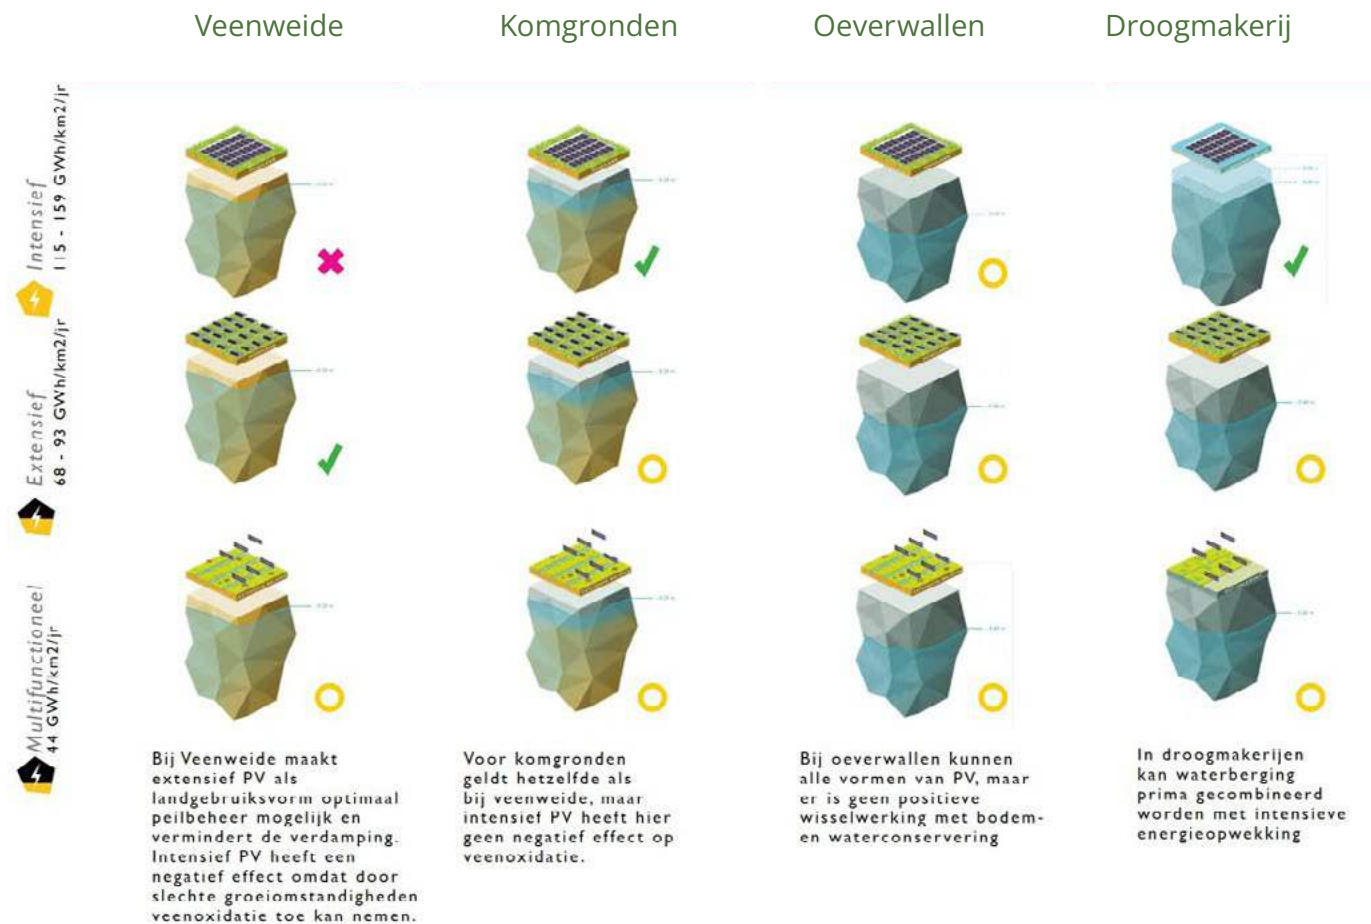 Veenweide
Komgronden
Oeverwallen
Droogmakerij
Intensief
115 - 159 GWh/km2/jr
Extensief
68 - 93 GWh/km2/jr
Multifunctioneel
44 GWh/km2/jr
Bij Veenweide maakt
extensief PV als
landgebruiksvorm optimaal
peilbeheer mogelijk en
vermindert de verdamping.
Intensief PV heeft een
negatief effect omdat door
slechte groeiomstandigheden
veenoxidatie toe kan nemen.
Voor komgronden
geldt hetzelfde als
bij veenweide, maar
intensief PV heeft hier
geen negatief effect op
veenoxidatie.
Bij oeverwallen kunnen
alle vormen van PV, maar
er is geen positieve
wisselwerking met bodem-
en waterconservering
In droogmakerijen
kan waterberging
prima gecombineerd
worden met intensieve
energieopwekking